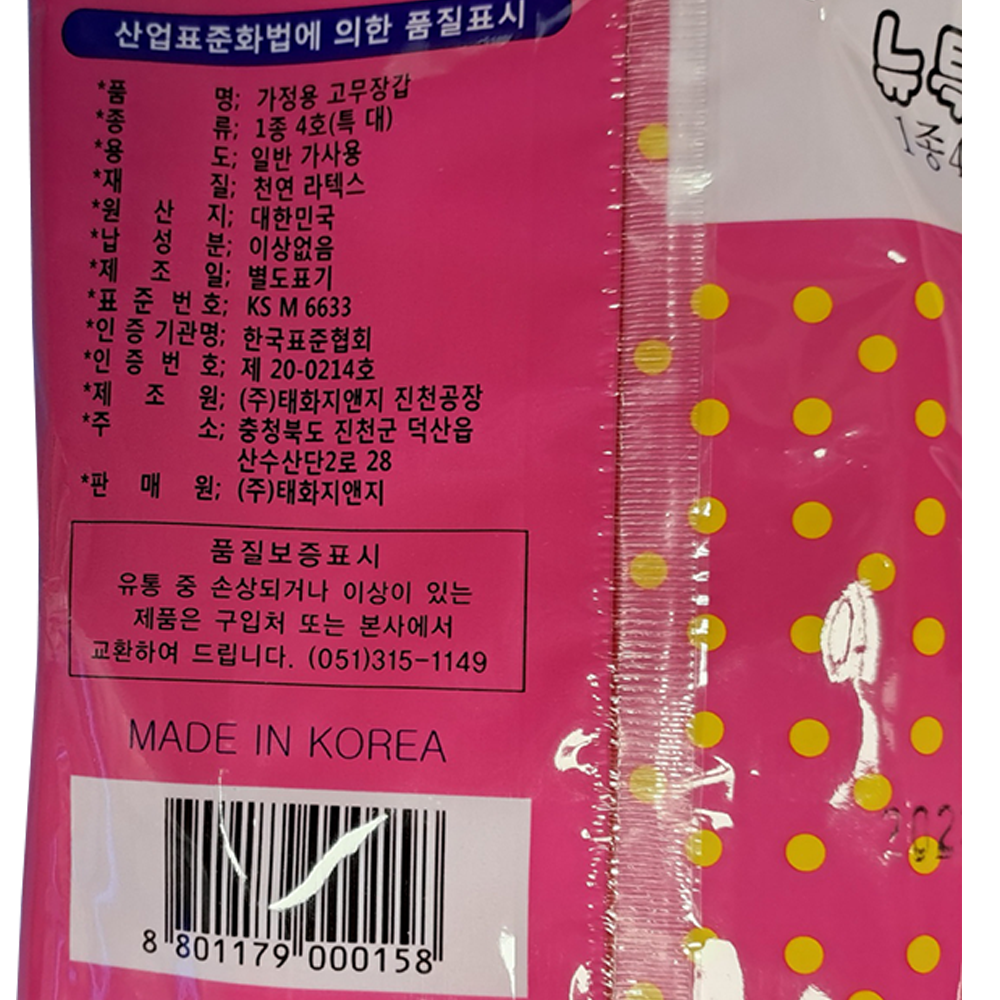 산업표준화법에 의한 품질표시
*품 명; 가정용 고무장갑
*종 류; 1종 4호(특 대)
*용 도; 일반 가사용
*재 질; 천연 라텍스
*원 산 지; 대한민국
*납 성 분; 이상없음
*제 조 일; 별도표기
*표 준 번 호; KS M 6633
*인 증 기 관 명; 한국표준협회
*인 증 번 호; 제 20-0214호
*제 조 원; (주)태화지앤지 진천공장
*주 소; 충청북도 진천군 덕산읍
산수산단2로 28
*판 매 원; (주)태화지앤지
품질보증표시
유통 중 손상되거나 이상이 있는
제품은 구입처 또는 본사에서
교환하여 드립니다. (051)315-1149
MADE IN KOREA
8 801179 000158
뉴
1종4
202